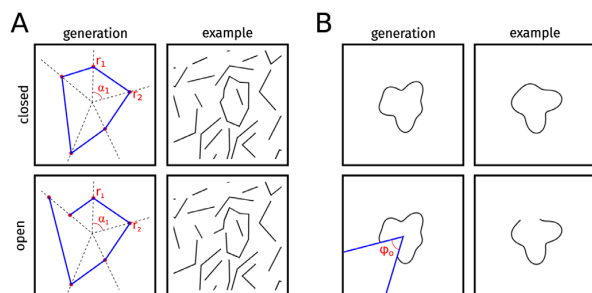 A
generation
example
closed
r1
α1
r2
open
r1
α1
r2
B
generation
example
φo